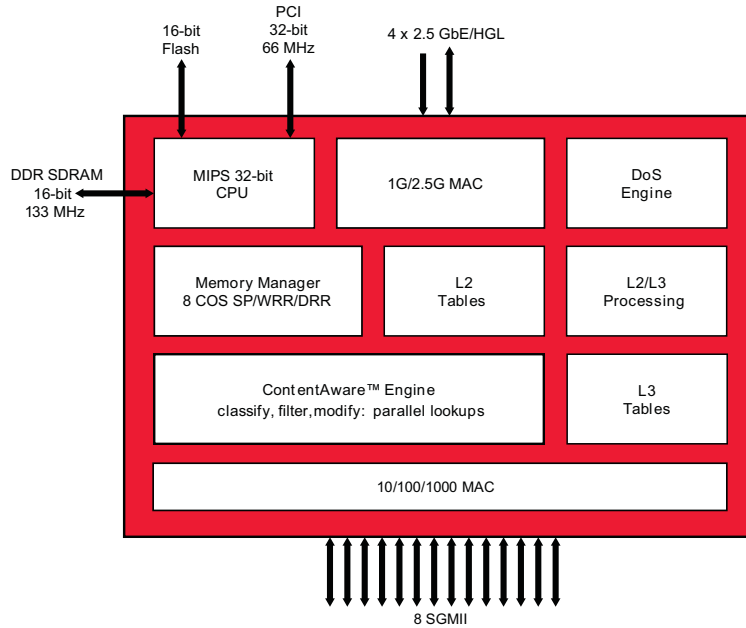 16-bit
Flash
PCI
32-bit
66 MHz
4 x 2.5 GbE/HGL
DDR SDRAM
16-bit
133 MHz
MIPS 32-bit
CPU
1G/2.5G MAC
DoS
Engine
Memory Manager
8 COS SP/WRR/DRR
L2
Tables
L2/L3
Processing
ContentAware™ Engine
classify, filter,modify: parallel lookups
L3
Tables
10/100/1000 MAC
8 SGMII